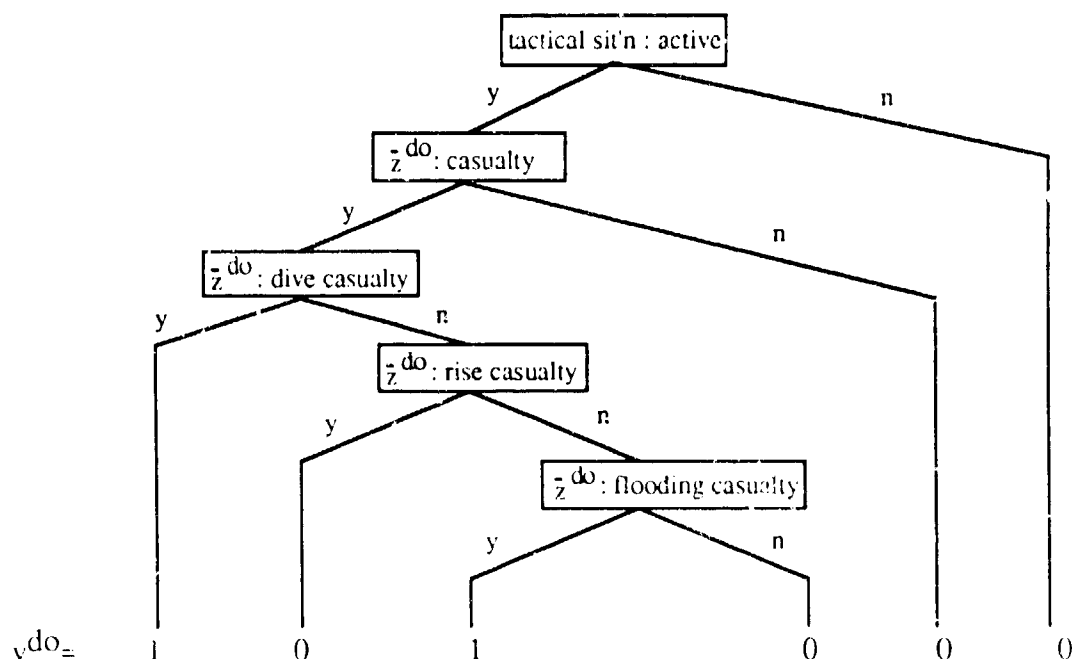 tactical sit'n : active
y
n
z̄ do : casualty
y
n
z̄ do : dive casualty
y
n
z̄ do : rise casualty
y
n
z̄ do : flooding casualty
y
n
do = 1 0 1 0 0 0